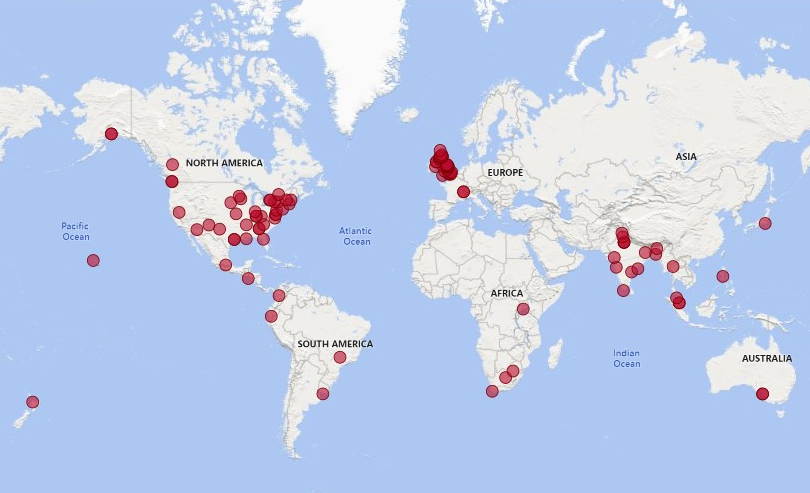 NORTH AMERICA
ASIA
EUROPE
Pacific
Ocean
Atlantic
Ocean
AFRICA
SOUTH AMERICA
Indian
Ocean
AUSTRALIA